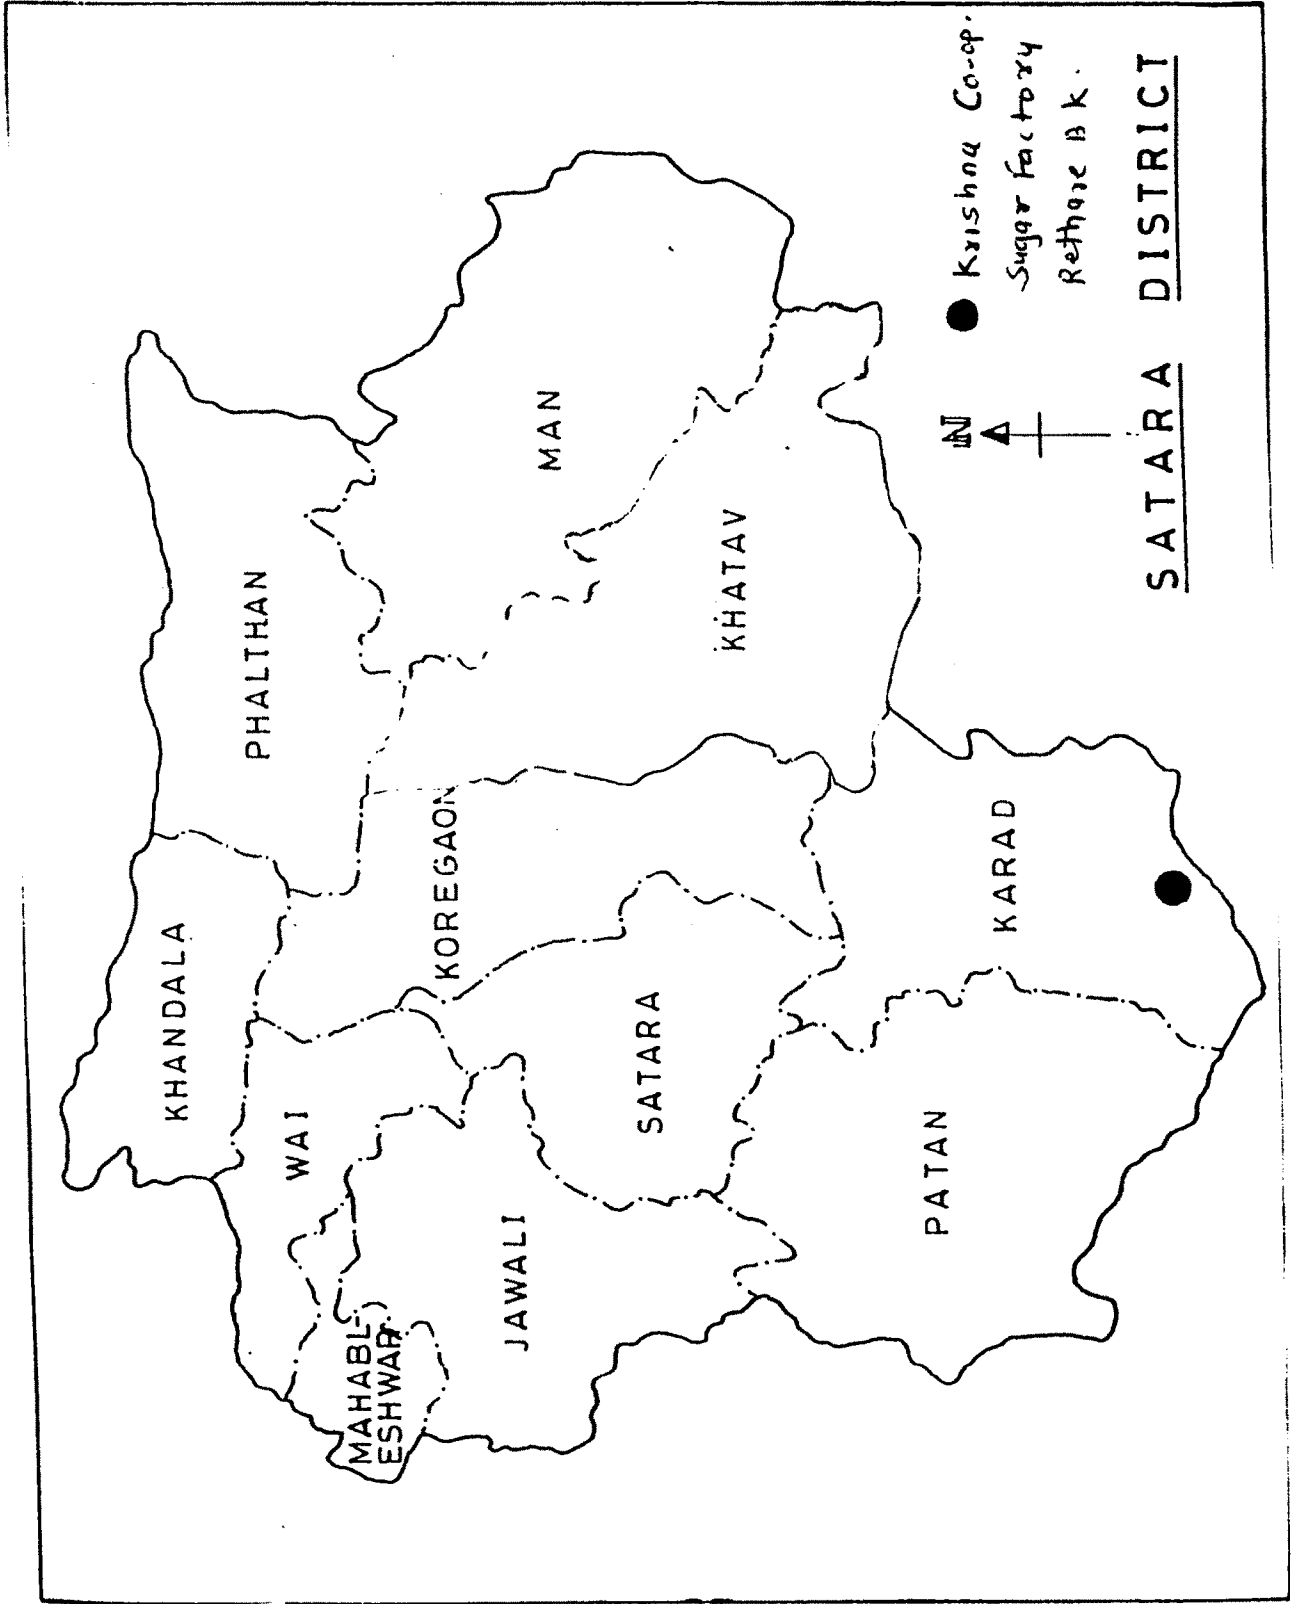 PHALTHAN
KHANDALA
MAN
WAI
KOREGAON
MAHABL-
ESHWAR
JAWALI
SATARA
KHATAV
PATAN
KARAD
N
Krishna Co-op.
Sugar Factory
Rethare Bk.
SATARA DISTRICT